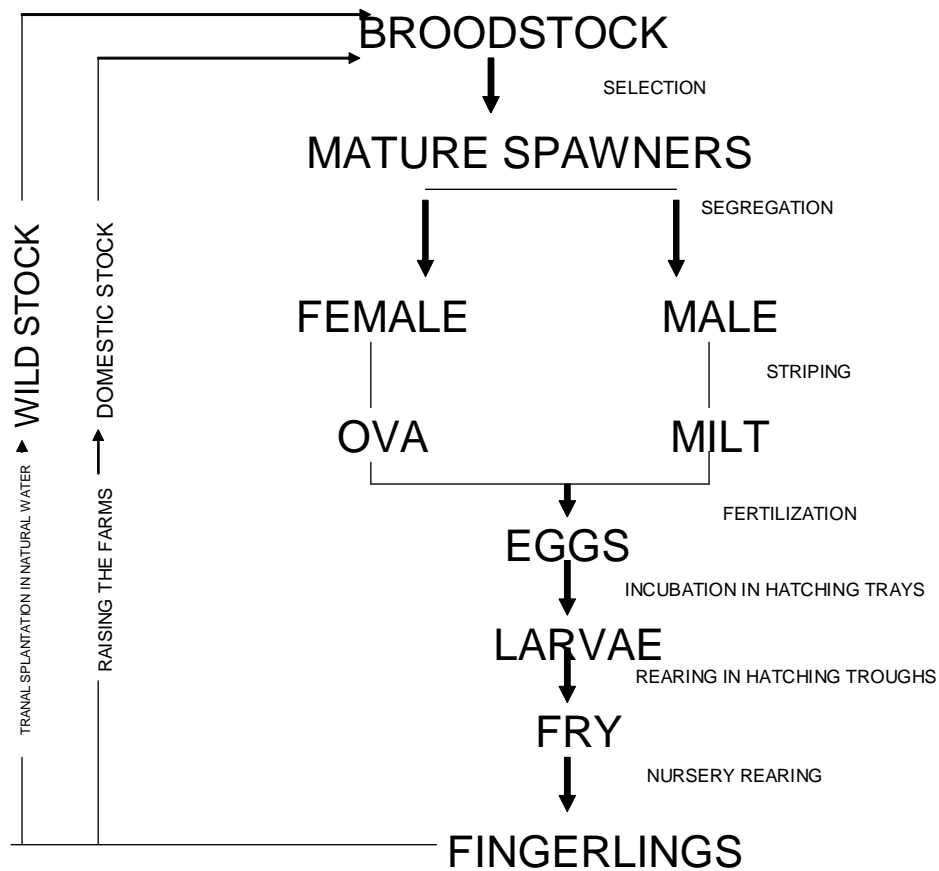 BROODSTOCK
SELECTION
MATURE SPAWNERS
SEGREGATION
FEMALE
MALE
STRIPING
OVA
MILT
FERTILIZATION
EGGS
INCUBATION IN HATCHING TRAYS
LARVAE
REARING IN HATCHING TROUGHS
FRY
NURSERY REARING
FINGERLINGS
WILD STOCK
TRANAL SPLANTATION IN NATURAL WATER
DOMESTIC STOCK
RAISING THE FARMS